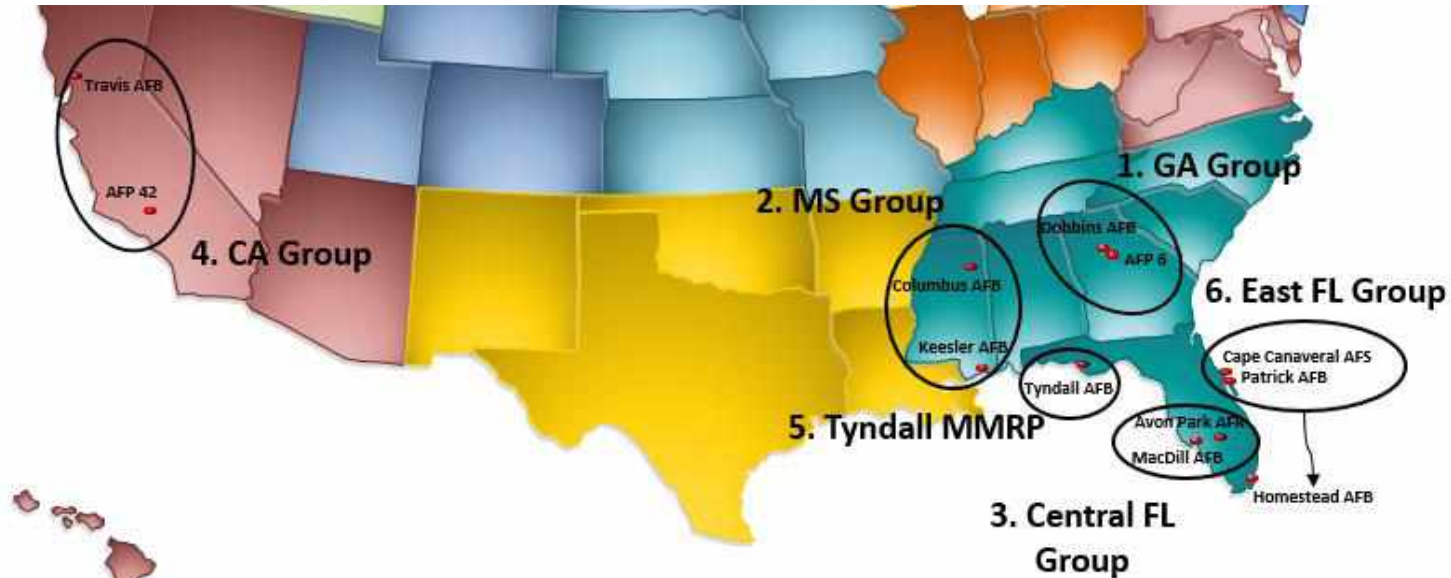 Travis AFB
AFP 42
4. CA Group
2. MS Group
1. GA Group
Dobbins AFB
AFP 6
Columbus AFB
Keesler AFB
6. East FL Group
Cape Canaveral AFS
Patrick AFB
Tyndall AFB
5. Tyndall MMRP
Avon Park AFR
MacDill AFB
Homestead AFB
3. Central FL
Group